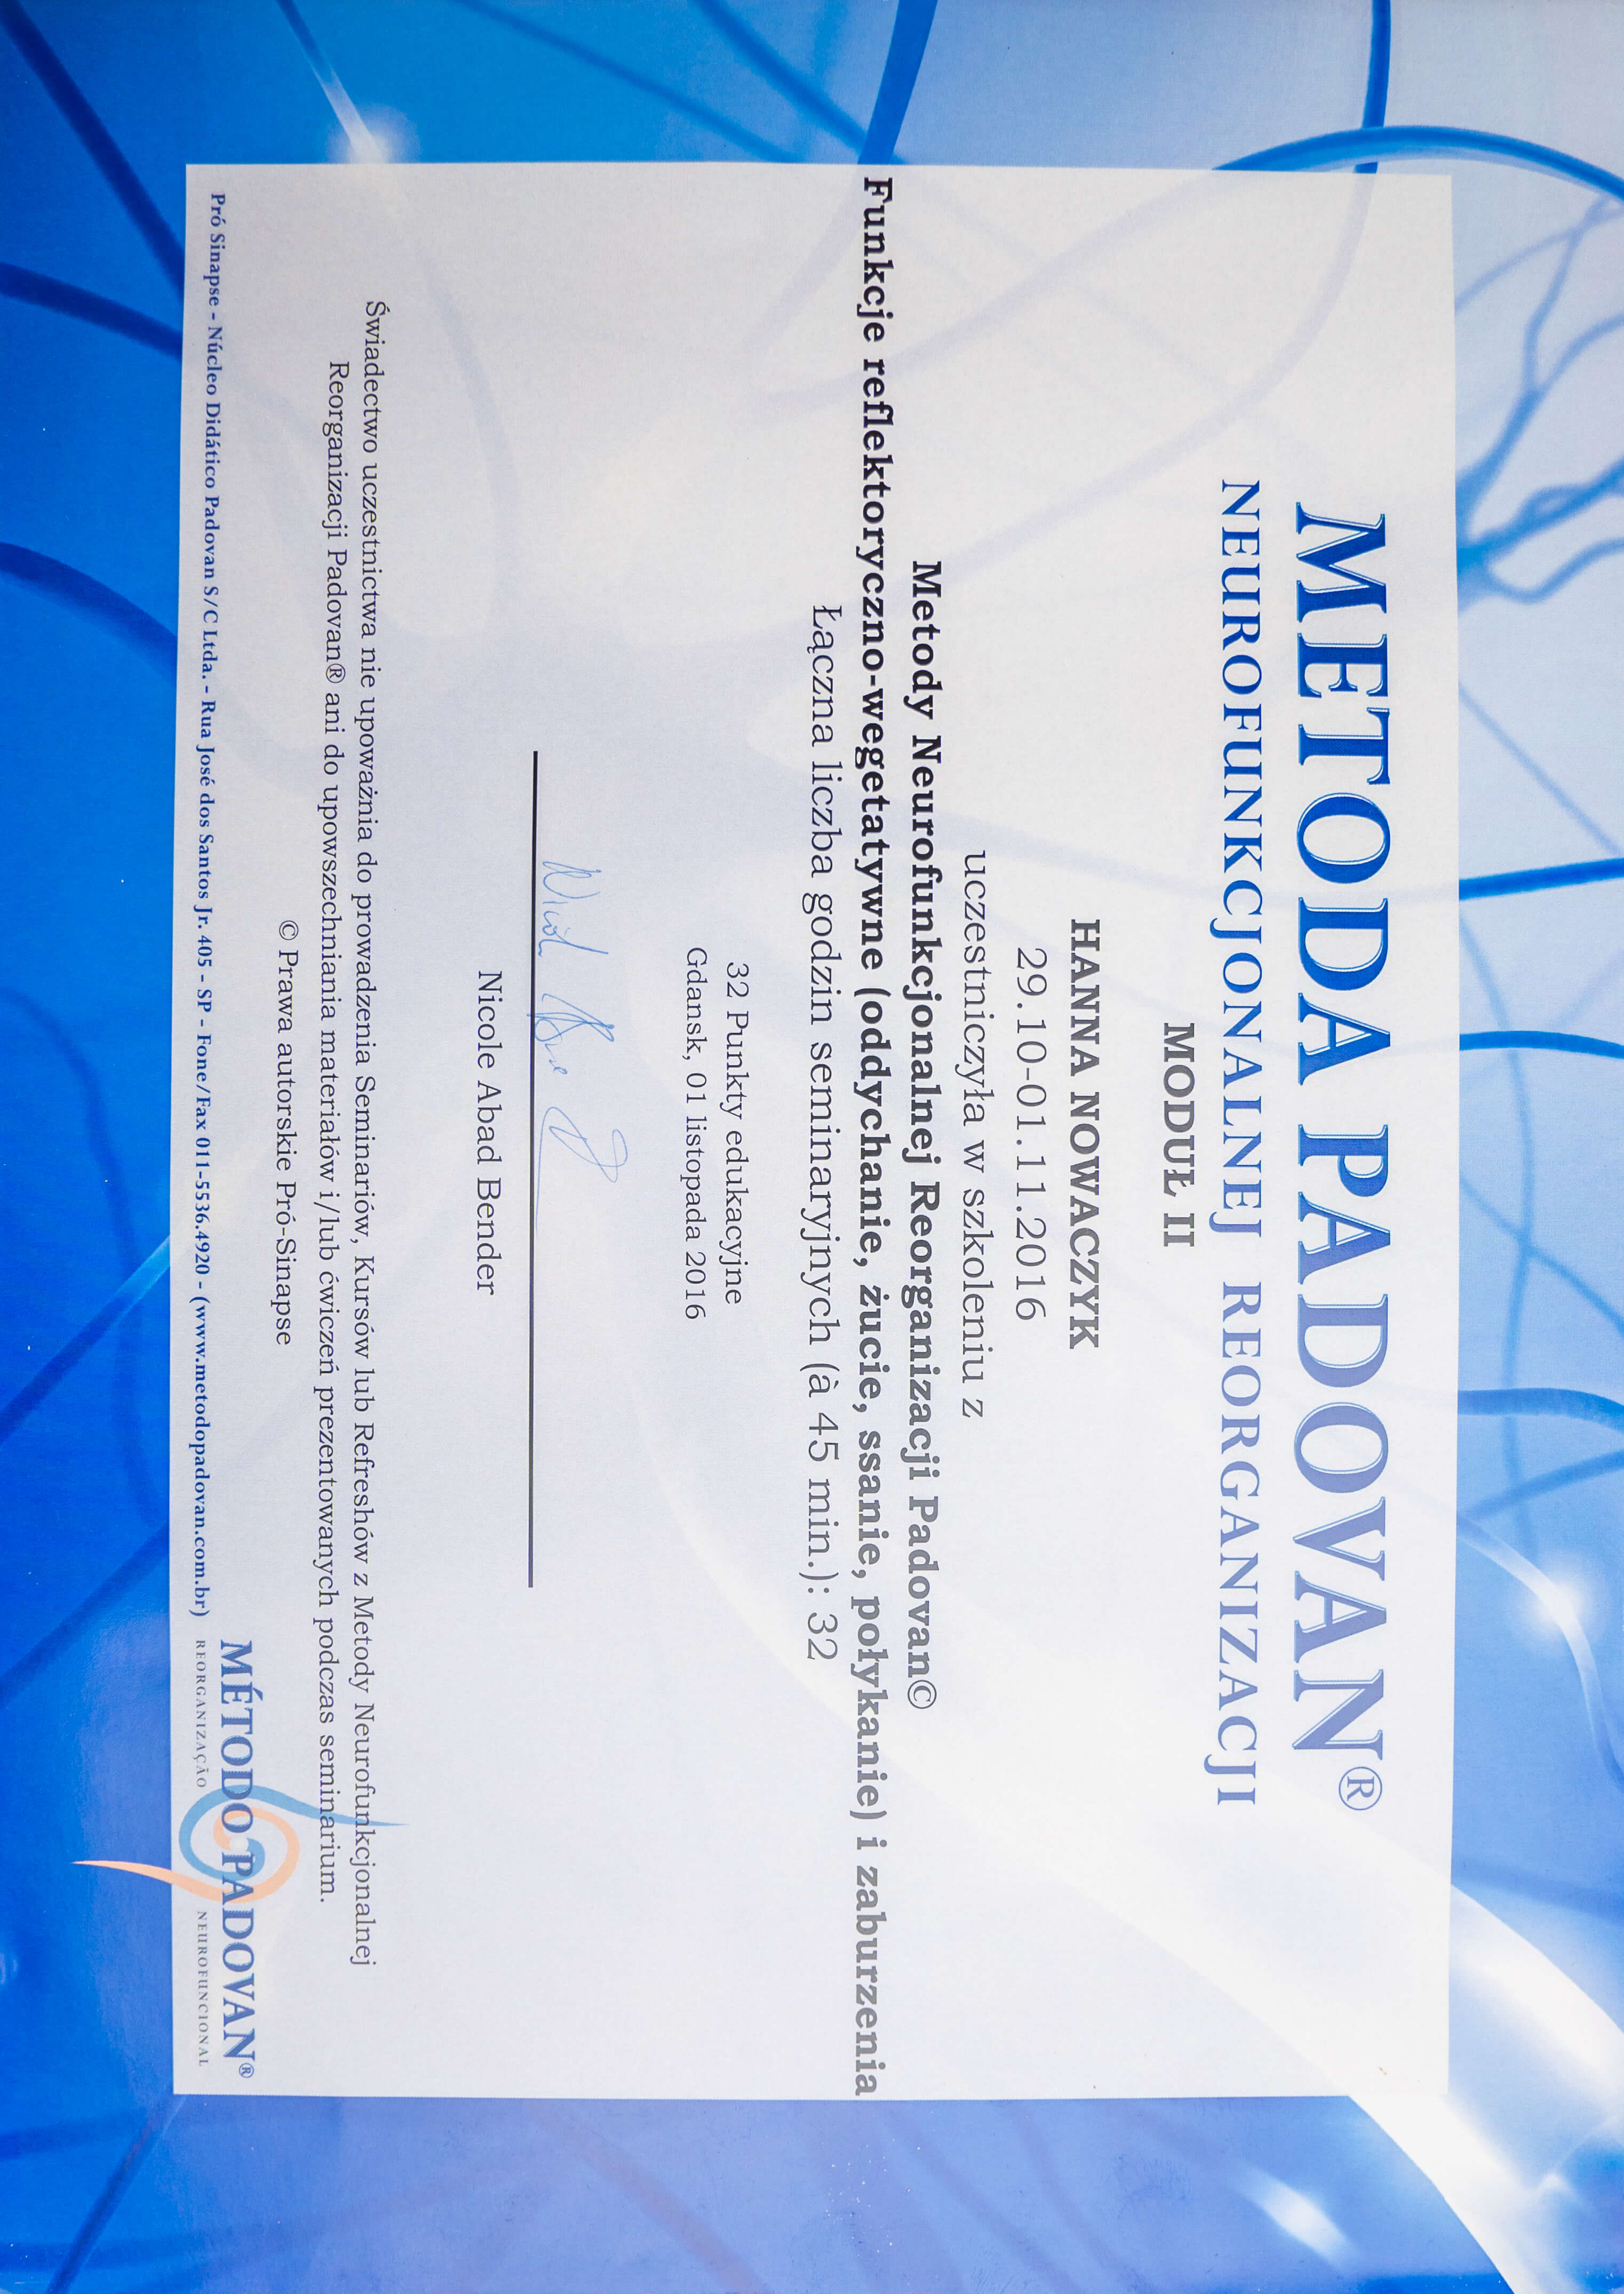 METODA PADOVAN®
NEUROFUNKCJONALNEJ REORGANIZACJI
MODUŁ II
HANNA NOWACZYK
29.10-01.11.2016
uczestniczyła w szkoleniu z
Metody Neurofunkcjonalnej Reorganizacji Padovan©
Funkcje reflektoryczno-wegetatywne (oddychanie, żucie, ssanie, połykanie) i zaburzenia
Łączna liczba godzin seminaryjnych (à 45 min.): 32
32 Punkty edukacyjne
Gdansk, 01 listopada 2016
Nicole Abad Bender
Świadectwo uczestnictwa nie upoważnia do prowadzenia Seminariów, Kursów lub Refreshów z Metody Neurofunkcjonalnej
Reorganizacji Padovan® ani do upowszechniania materiałów i/lub ćwiczeń prezentowanych podczas seminarium.
© Prawa autorskie Pró-Sinapse
Pró Sinapse - Núcleo Didático Padovan S/C Ltda. - Rua José dos Santos Jr. 405 - SP - Fone/Fax 011-5536.4920 - (www.metodopadovan.com.br)
MÉTODO PADOVAN®
REORGANIZAÇÃO NEUROFUNCIONAL